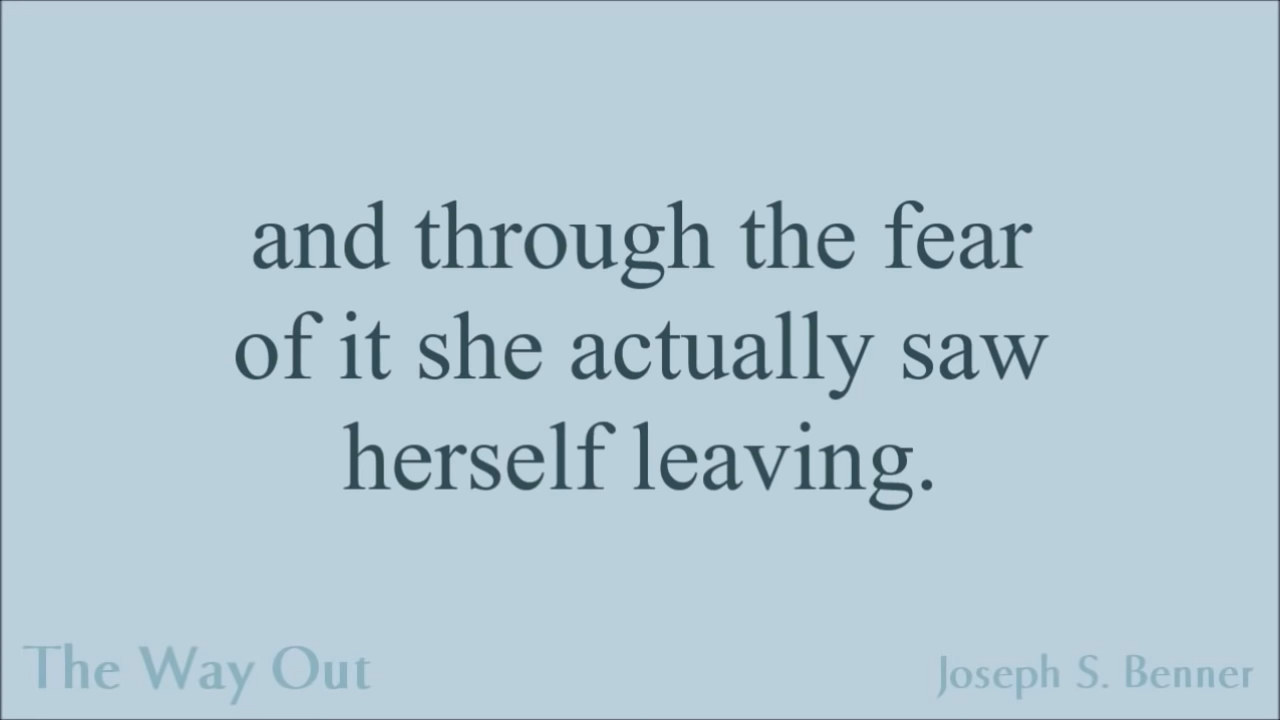 and through the fear
of it she actually saw
herself leaving.
The Way Out
Joseph S. Benner